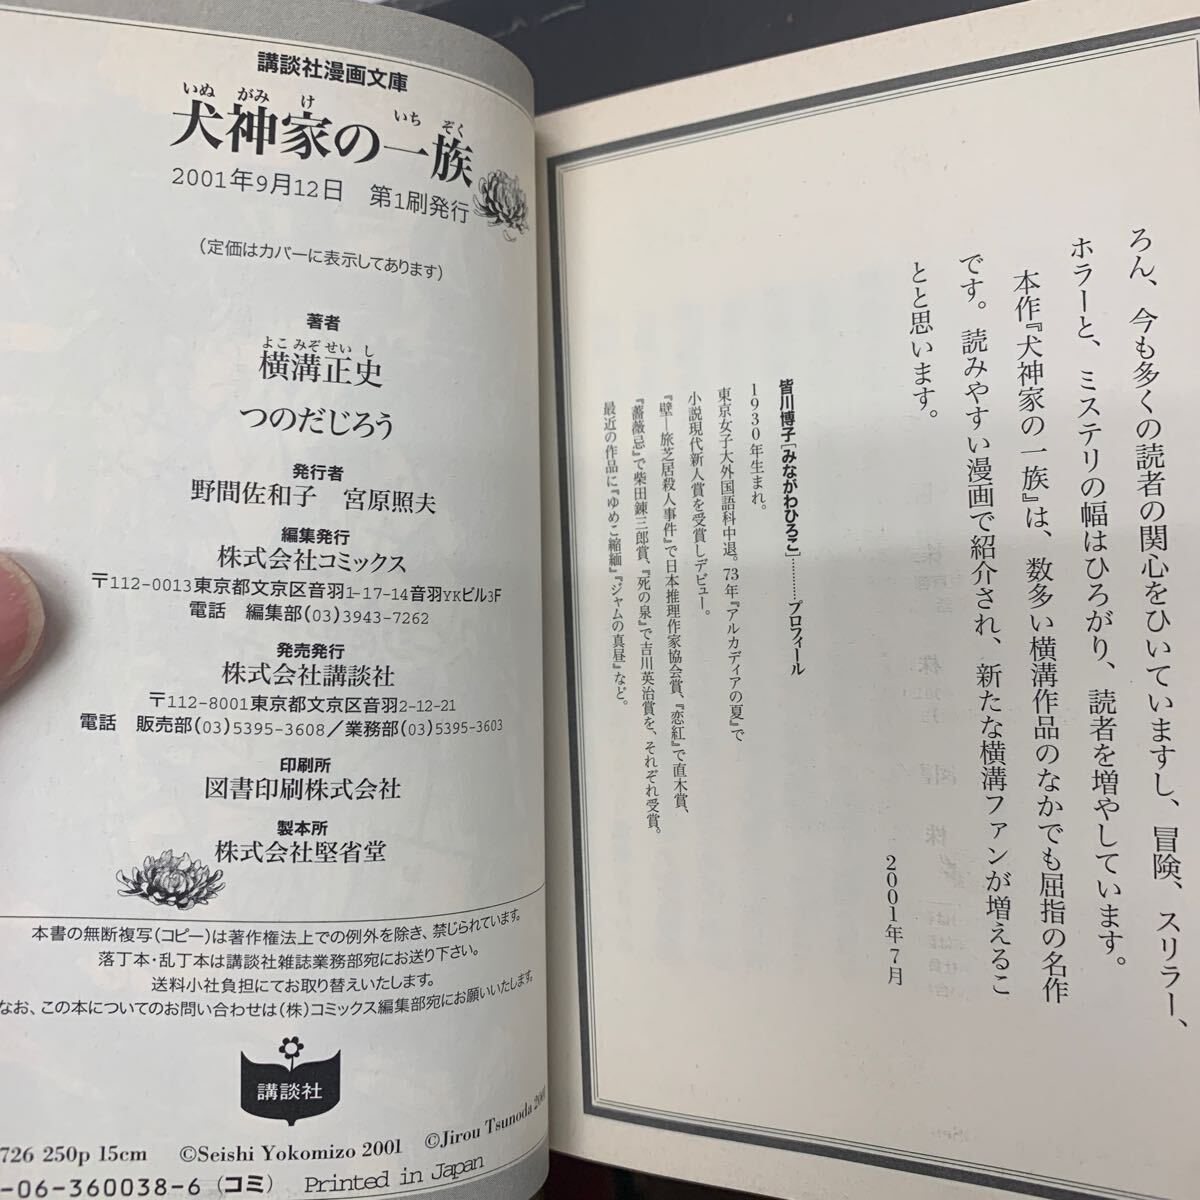 講談社漫画文庫
いぬ がみ け いち ぞく
犬神家の一族
2001年9月12日 第1刷発行
(定価はカバーに表示してあります)
著者
よこ みぞ せい し
横溝正史
つのだじろう
発行者
野間佐和子 宮原照夫
編集発行
株式会社コミックス
〒112-0013東京都文京区音羽1-17-14音羽YKビル3F
電話 編集部(03)3943-7262
発売発行
株式会社講談社
〒112-8001東京都文京区音羽2-12-21
電話 販売部(03)5395-3608/業務部(03)5395-3603
印刷所
図書印刷株式会社
製本所
株式会社堅省堂
本書の無断複写(コピー)は著作権法上での例外を除き、禁じられています。
落丁本・乱丁本は講談社雑誌業務部宛にお送り下さい。
送料小社負担にてお取り替えいたします。
なお、この本についてのお問い合わせは(株)コミックス編集部宛にお願いいたします。
講談社
726 250p 15cm ©Seishi Yokomizo 2001 ©Jirou Tsunoda 2001
-06-360038-6 (コミ) Printed in Japan
ろん、今も多くの読者の関心をひいていますし、冒険、スリラー、
ホラーと、ミステリの幅はひろがり、読者を増やしています。
本作『犬神家の一族』は、数多い横溝作品のなかでも屈指の名作
です。読みやすい漫画で紹介され、新たな横溝ファンが増えるこ
とと思います。
2001年7月
皆川博子[みながわひろこ]………プロフィール
1930年生まれ。
東京女子大外国語科中退。73年『アルカディアの夏』で
小説現代新人賞を受賞しデビュー。
『壁―旅芝居殺人事件』で日本推理作家協会賞、『恋紅』で直木賞、
『薔薇忌』で柴田錬三郎賞、『死の泉』で吉川英治賞を、それぞれ受賞。
最近の作品に『ゆめこ縮緬』『ジャムの真昼』など。